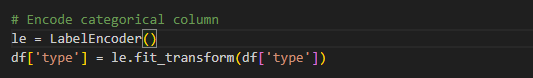 # Encode categorical column
le = LabelEncoder()
df['type'] = le.fit_transform(df['type'])